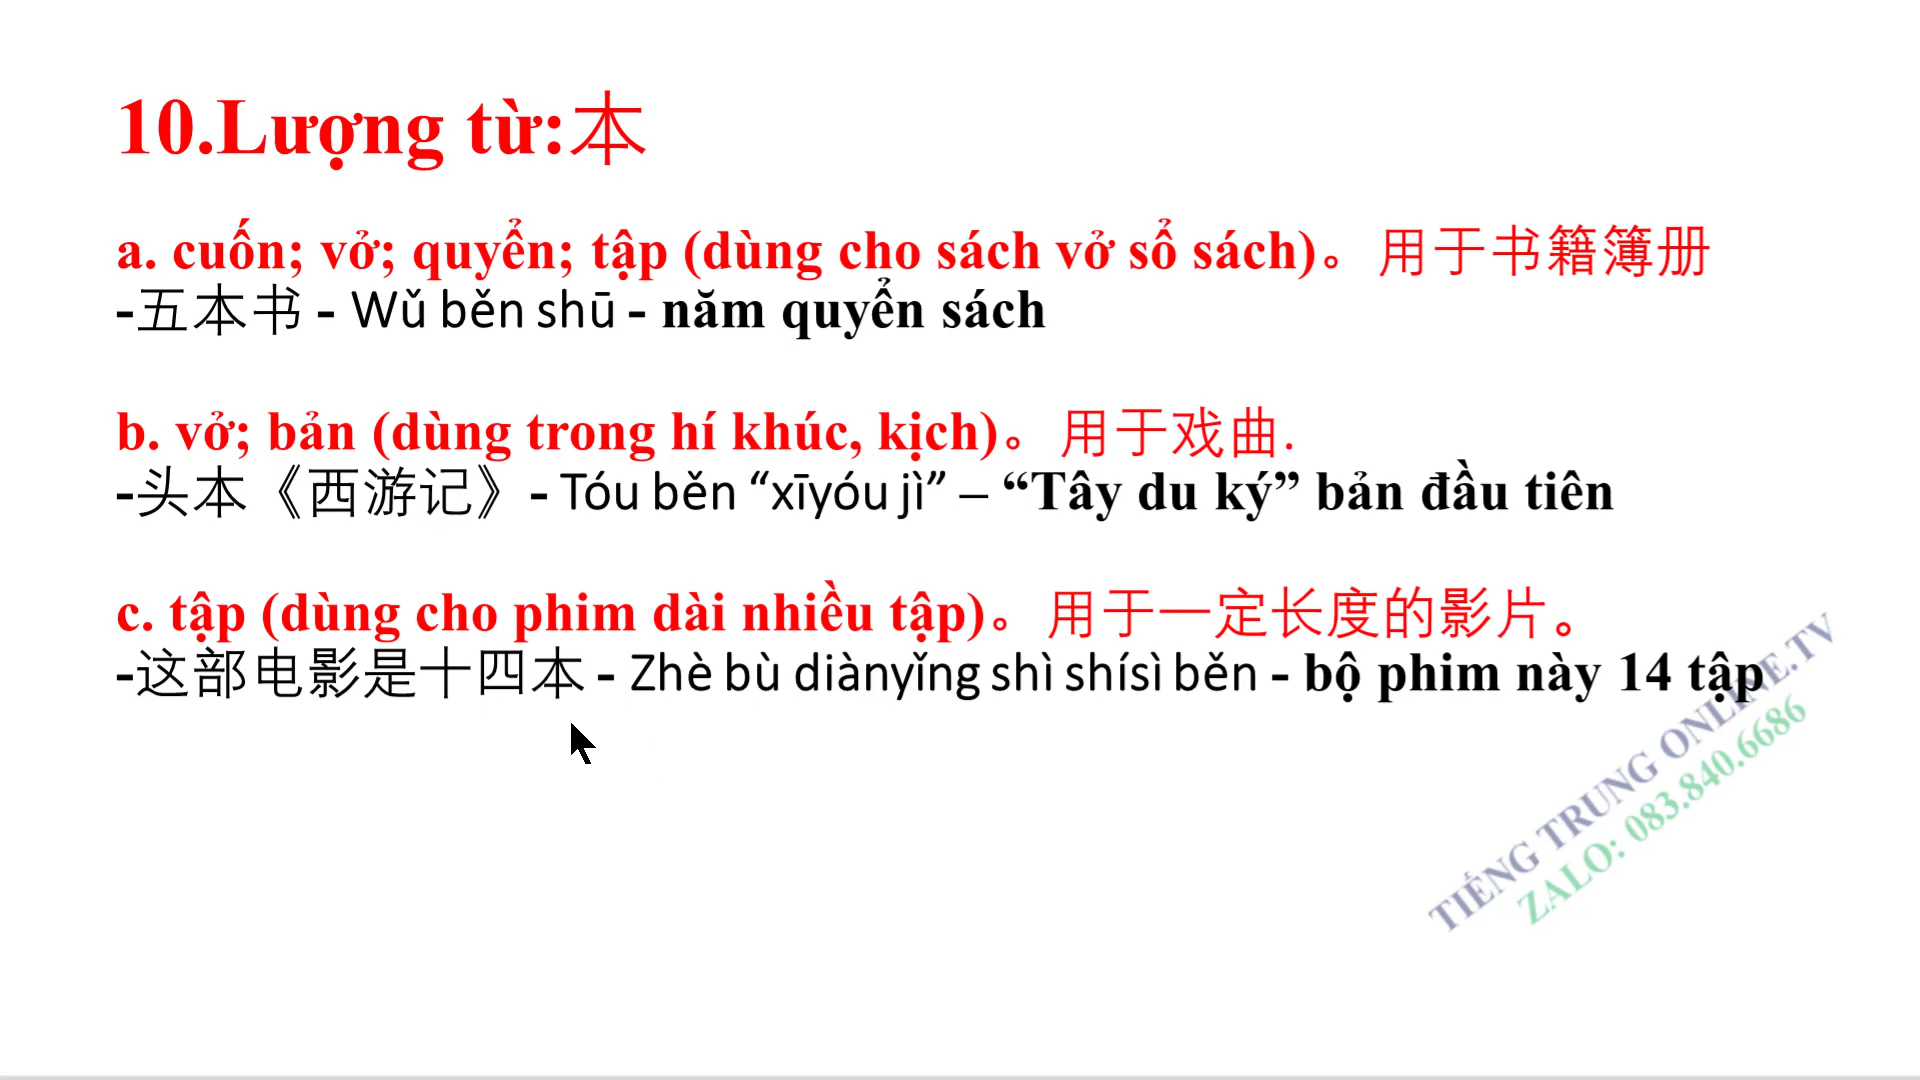 10.Lượng từ:本
a. cuốn; vở; quyển; tập (dùng cho sách vở sổ sách)。用于书籍簿册
-五本书 - Wǔ běn shū - năm quyển sách
b. vở; bản (dùng trong hí khúc, kịch)。用于戏曲.
-头本《西游记》- Tóu běn “xīyóu jì” – “Tây du ký” bản đầu tiên
c. tập (dùng cho phim dài nhiều tập)。用于一定长度的影片。
-这部电影是十四本 - Zhè bù diànyǐng shì shísì běn - bộ phim này 14 tập
TIẾNG TRUNG ONLINE.TV
ZALO: 083.840.6686